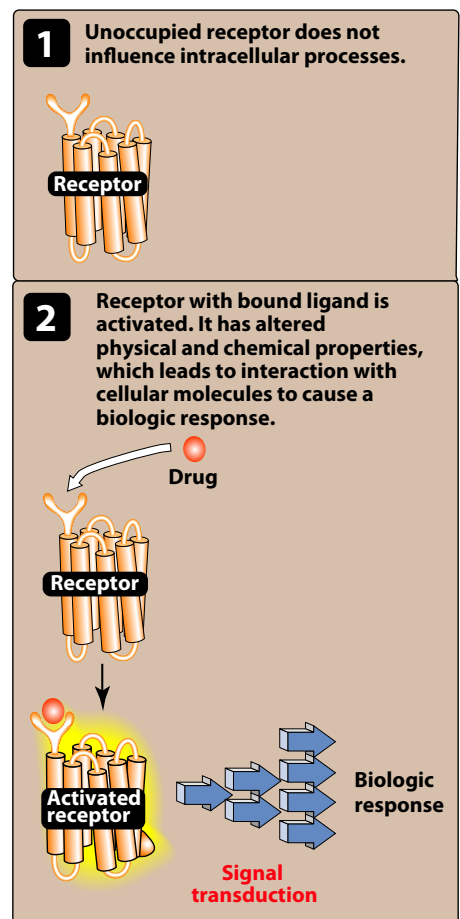 1
Unoccupied receptor does not
influence intracellular processes.
Receptor
2
Receptor with bound ligand is
activated. It has altered
physical and chemical properties,
which leads to interaction with
cellular molecules to cause a
biologic response.
Drug
Receptor
Activated
receptor
Biologic
response
Signal
transduction